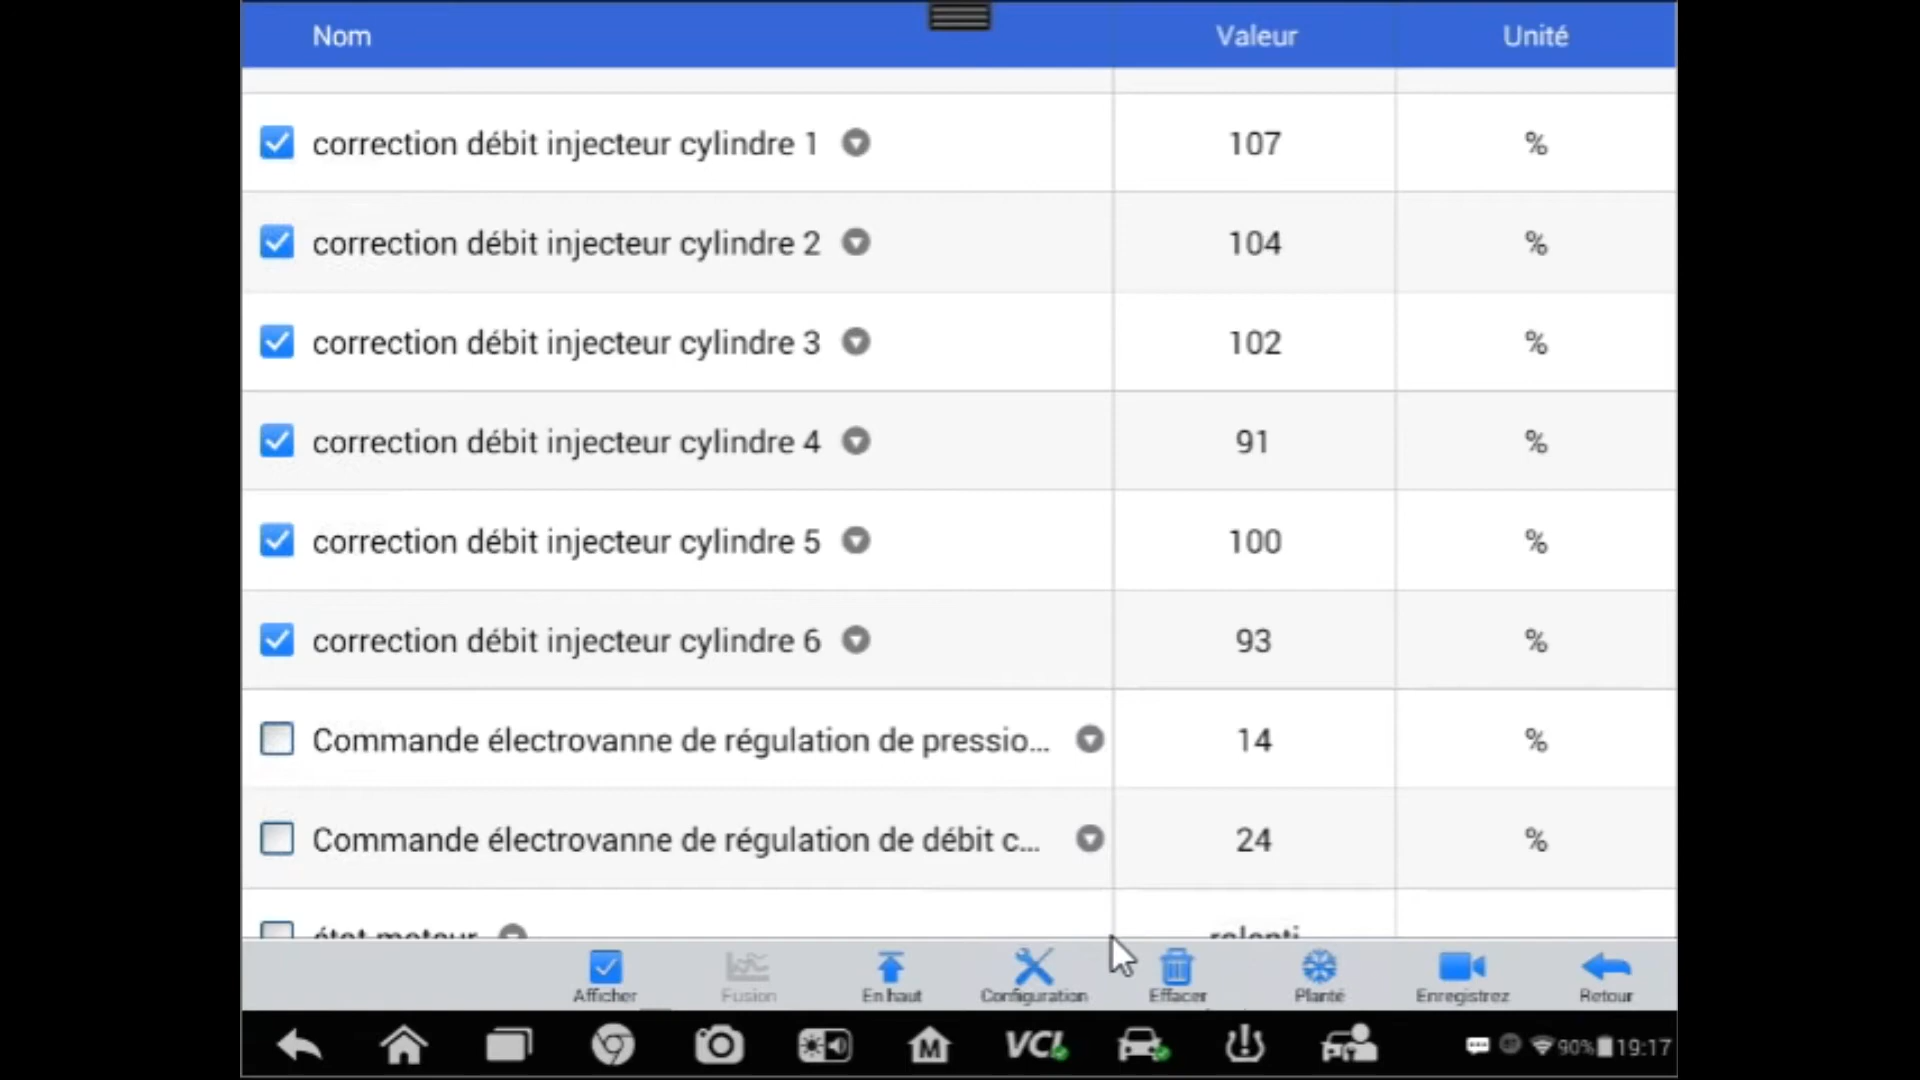 Nom Valeur Unité
correction débit injecteur cylindre 1 107 %
correction débit injecteur cylindre 2 104 %
correction débit injecteur cylindre 3 102 %
correction débit injecteur cylindre 4 91 %
correction débit injecteur cylindre 5 100 %
correction débit injecteur cylindre 6 93 %
Commande électrovanne de régulation de pressio... 14 %
Commande électrovanne de régulation de débit c... 24 %
état moteur ralenti
Afficher Fusion En haut Configuration Effacer Planté Enregistrez Retour
M VCI 90% 19:17